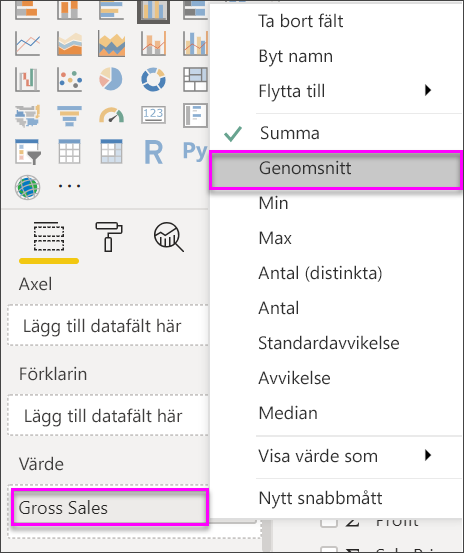 Ta bort fält
Byt namn
Flytta till
Summa
Genomsnitt
Min
Max
Antal (distinkta)
Antal
Standardavvikelse
Avvikelse
Median
Visa värde som
Nytt snabbmått
123
R
Py
Axel
Lägg till datafält här
Förklarin
Lägg till datafält här
Värde
Gross Sales
Profit